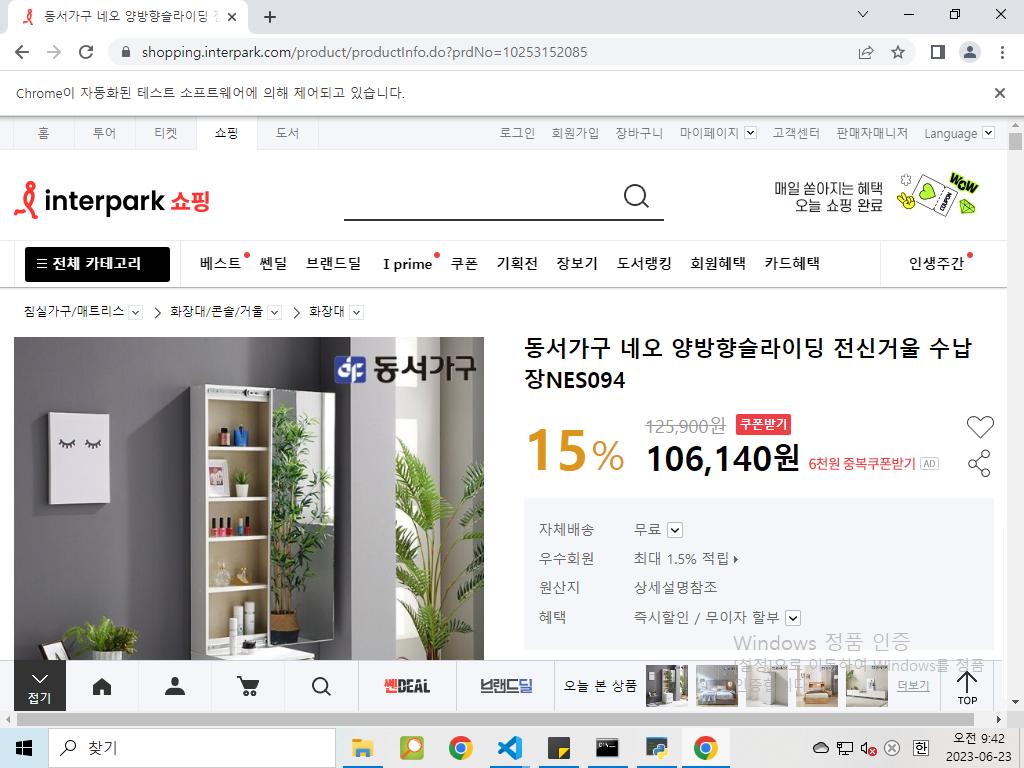 동서가구 네오 양방향슬라이딩
shopping.interpark.com/product/productInfo.do?prdNo=10253152085
Chrome이 자동화된 테스트 소프트웨어에 의해 제어되고 있습니다.
홈 투어 티켓 쇼핑 도서 로그인 회원가입 장바구니 마이페이지 고객센터 판매자매니저 Language
interpark 쇼핑
매일 쏟아지는 혜택
오늘 쇼핑 완료
WOW
COUPON
전체 카테고리 베스트 쎈딜 브랜드딜 I prime 쿠폰 기획전 장보기 도서랭킹 회원혜택 카드혜택 인생주간
침실가구/매트리스 화장대/콘솔/거울 화장대
동서가구
동서가구 네오 양방향슬라이딩 전신거울 수납
장NES094
125,900원 쿠폰받기
15% 106,140원 6천원 중복쿠폰받기 AD
자체배송 무료
우수회원 최대 1.5% 적립
원산지 상세설명참조
혜택 즉시할인 / 무이자 할부
Windows 정품 인증
[설정]으로 이동하여 Windows를 정품
인증합니다.
접기 쎈DEAL 브랜드딜 오늘 본 상품 더보기 TOP
찾기
한
오전 9:42
2023-06-23